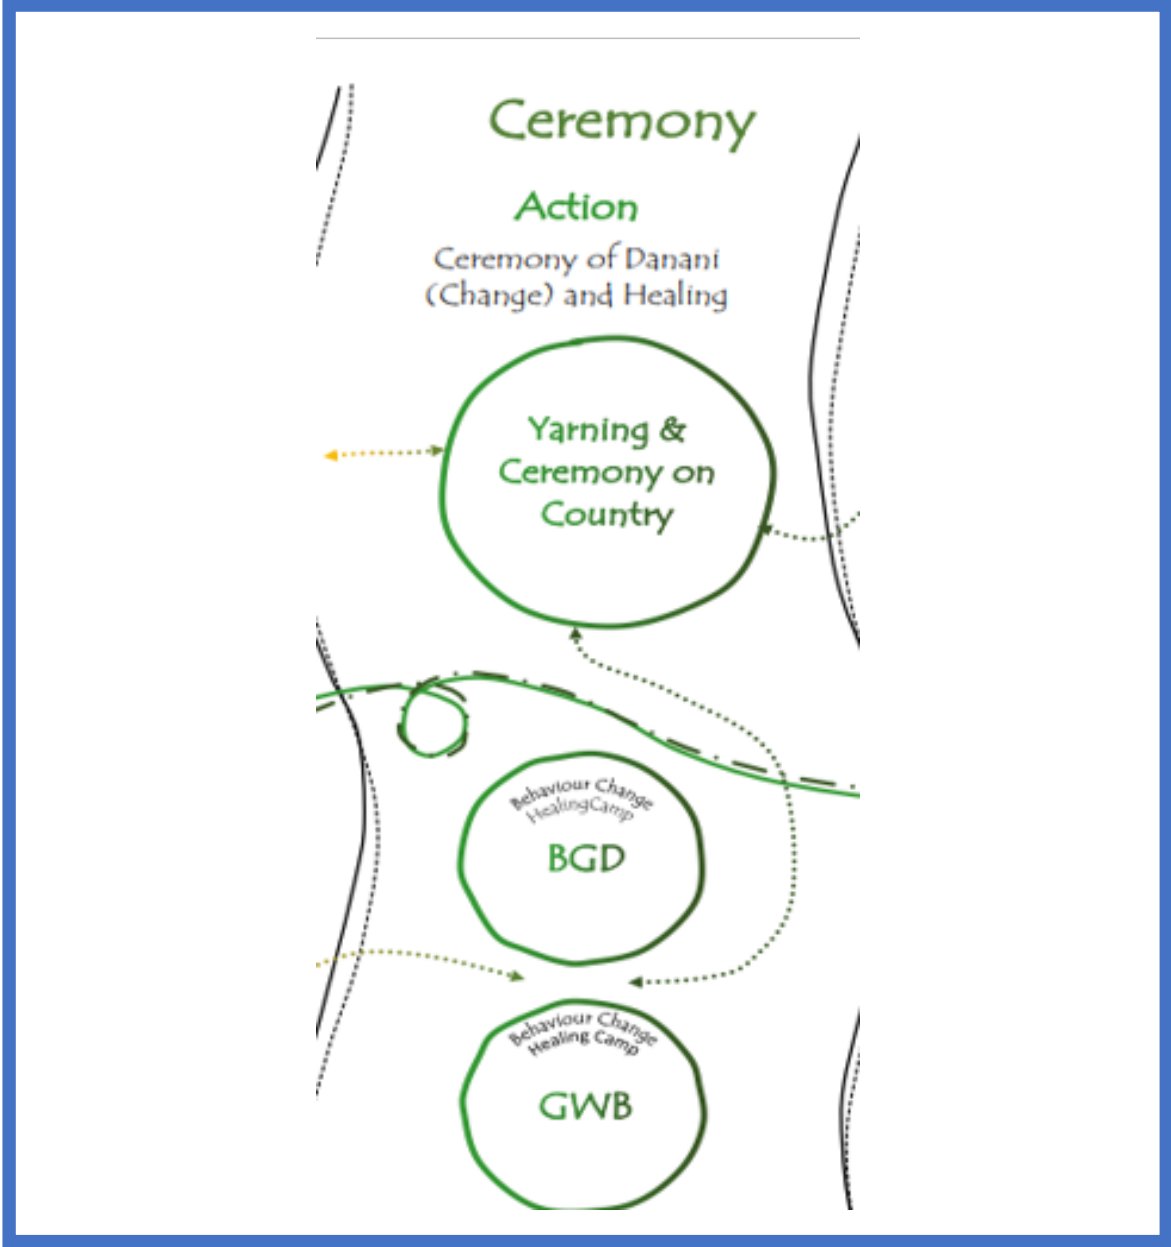 Ceremony
Action
Ceremony of Danani
(Change) and Healing
Yarning &
Ceremony on
Country
Behaviour Change
HealingCamp
BGD
Behaviour Change
Healing Camp
GWB